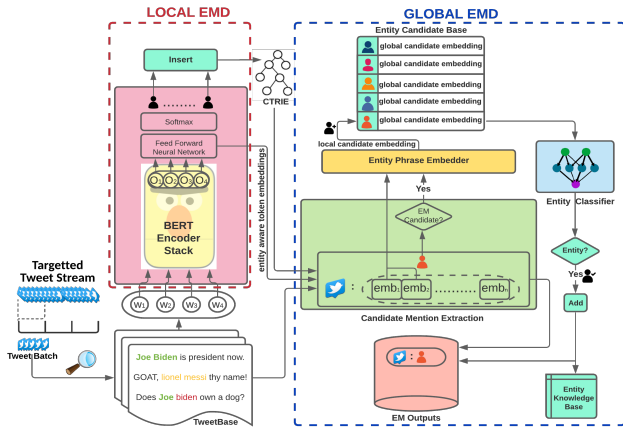 LOCAL EMD
GLOBAL EMD
Insert
CTRIE
Softmax
Feed Forward
Neural Network
O1 O2 O3 O4
BERT
Encoder
Stack
entity aware token embeddings
W1 W2 W3 W4
Targetted
Tweet Stream
Tweet Batch
Joe Biden is president now.
GOAT, lionel messi thy name!
Does Joe biden own a dog?
TweetBase
Entity Candidate Base
global candidate embedding
global candidate embedding
global candidate embedding
global candidate embedding
global candidate embedding
local candidate embedding
Entity Phrase Embedder
Yes
EM
Candidate?
: ( emb1 emb2 ......... embn )
Candidate Mention Extraction
:
EM Outputs
Entity Classifier
Entity?
Yes
Add
Entity
Knowledge
Base